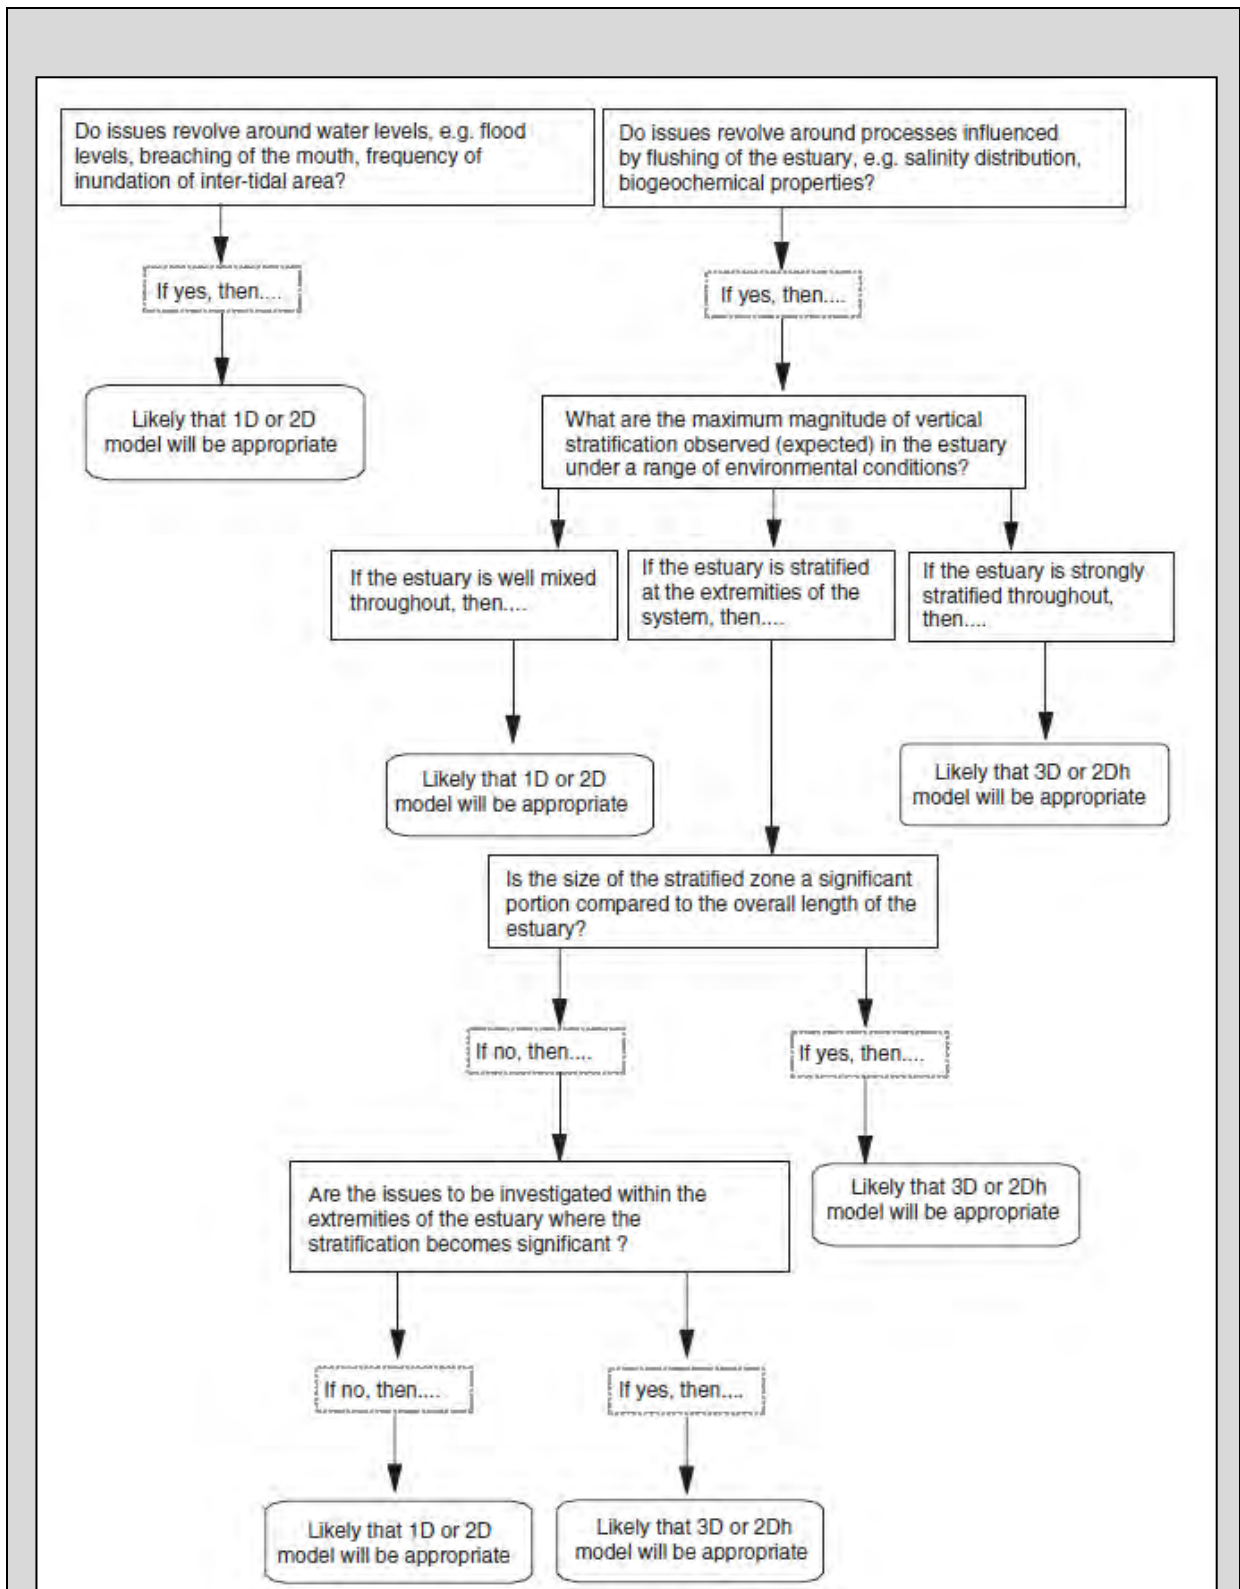 Do issues revolve around water levels, e.g. flood
levels, breaching of the mouth, frequency of
inundation of inter-tidal area?
Do issues revolve around processes influenced
by flushing of the estuary, e.g. salinity distribution,
biogeochemical properties?
If yes, then....
If yes, then....
Likely that 1D or 2D
model will be appropriate
What are the maximum magnitude of vertical
stratification observed (expected) in the estuary
under a range of environmental conditions?
If the estuary is well mixed
throughout, then....
If the estuary is stratified
at the extremities of the
system, then....
If the estuary is strongly
stratified throughout,
then....
Likely that 1D or 2D
model will be appropriate
Likely that 3D or 2Dh
model will be appropriate
Is the size of the stratified zone a significant
portion compared to the overall length of the
estuary?
If no, then....
If yes, then....
Are the issues to be investigated within the
extremities of the estuary where the
stratification becomes significant ?
Likely that 3D or 2Dh
model will be appropriate
If no, then....
If yes, then....
Likely that 1D or 2D
model will be appropriate
Likely that 3D or 2Dh
model will be appropriate